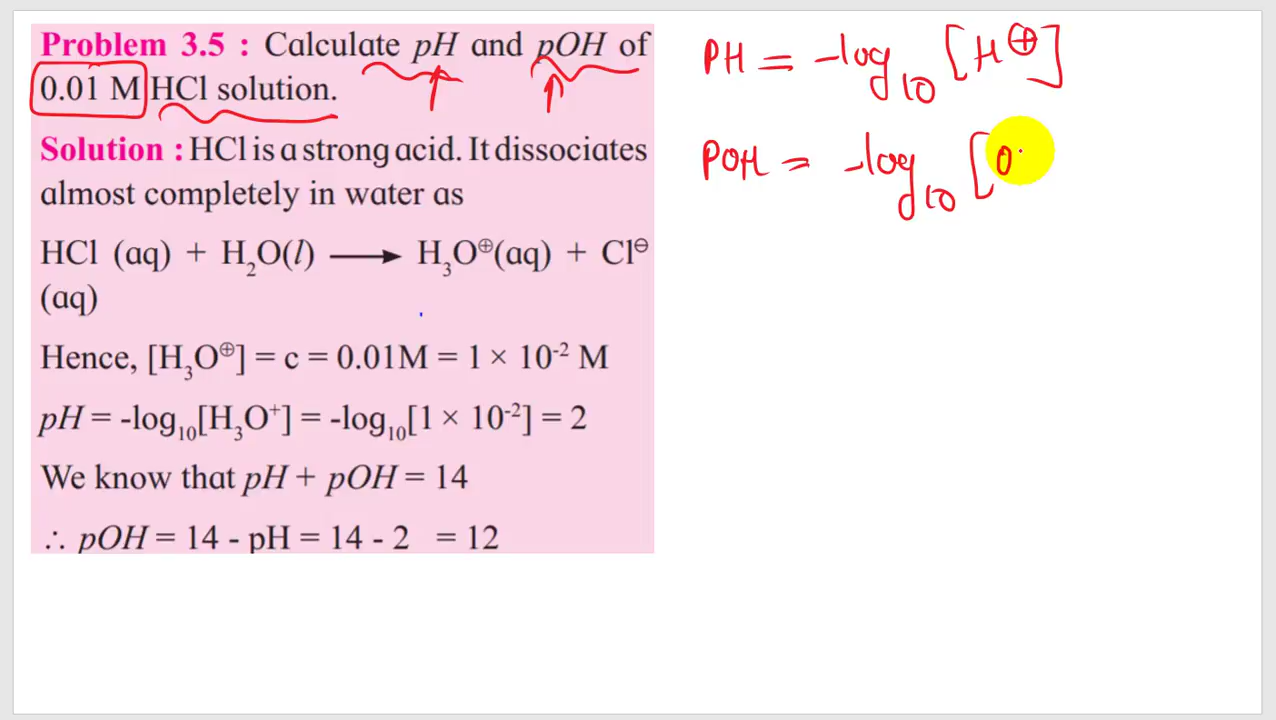 Problem 3.5 : Calculate pH and pOH of
0.01 M HCl solution.
Solution : HCl is a strong acid. It dissociates
almost completely in water as
HCl (aq) + H₂O(l) ⟶ H₃O⊕(aq) + Cl⊖
(aq)
Hence, [H₃O⊕] = c = 0.01M = 1 × 10⁻² M
pH = -log₁₀[H₃O⁺] = -log₁₀[1 × 10⁻²] = 2
We know that pH + pOH = 14
∴ pOH = 14 - pH = 14 - 2 = 12
PH = -log₁₀ [H⊕]
POH = -log₁₀ [O